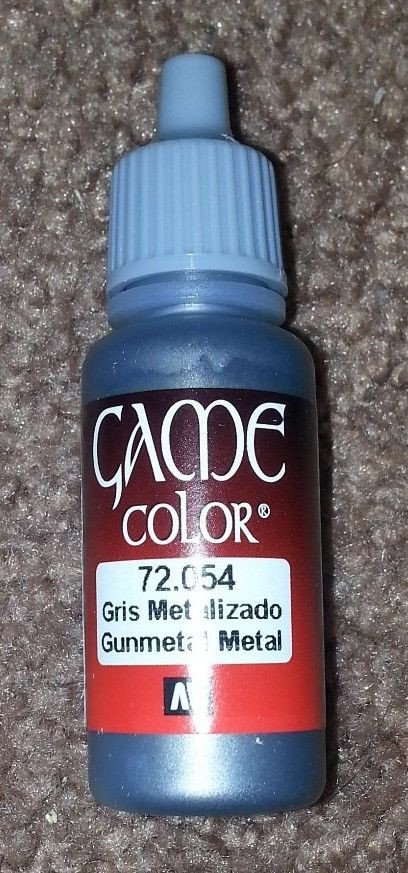 GAME
COLOR®
72.054
Gris Metalizado
Gunmetal Metal